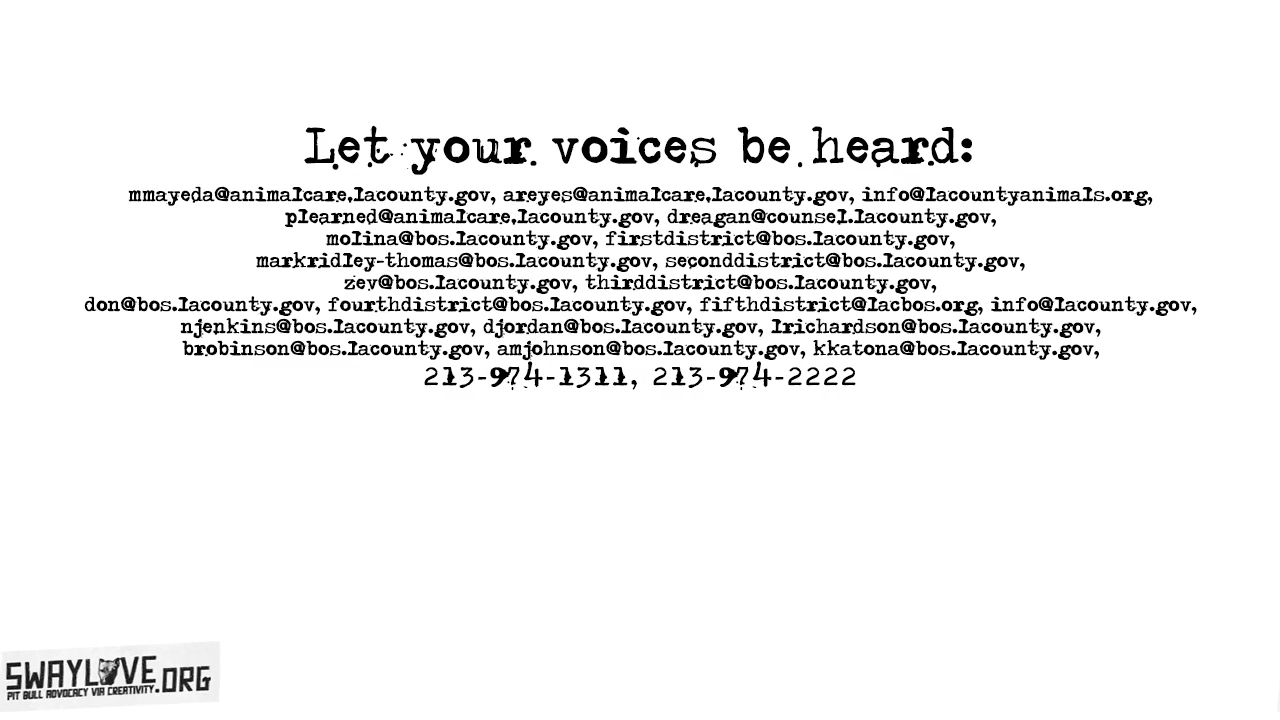 Let your voices be heard:
mmayeda@animalcare.lacounty.gov, areyes@animalcare.lacounty.gov, info@lacountyanimals.org,
plearned@animalcare.lacounty.gov, dreagan@counsel.lacounty.gov,
molina@bos.lacounty.gov, firstdistrict@bos.lacounty.gov,
markridley-thomas@bos.lacounty.gov, seconddistrict@bos.lacounty.gov,
zev@bos.lacounty.gov, thirddistrict@bos.lacounty.gov,
don@bos.lacounty.gov, fourthdistrict@bos.lacounty.gov, fifthdistrict@lacbos.org, info@lacounty.gov,
njenkins@bos.lacounty.gov, djordan@bos.lacounty.gov, lrichardson@bos.lacounty.gov,
brobinson@bos.lacounty.gov, amjohnson@bos.lacounty.gov, kkatona@bos.lacounty.gov,
213-974-1311, 213-974-2222
SWAYLOVE.ORG
PIT BULL ADVOCACY VIA CREATIVITY